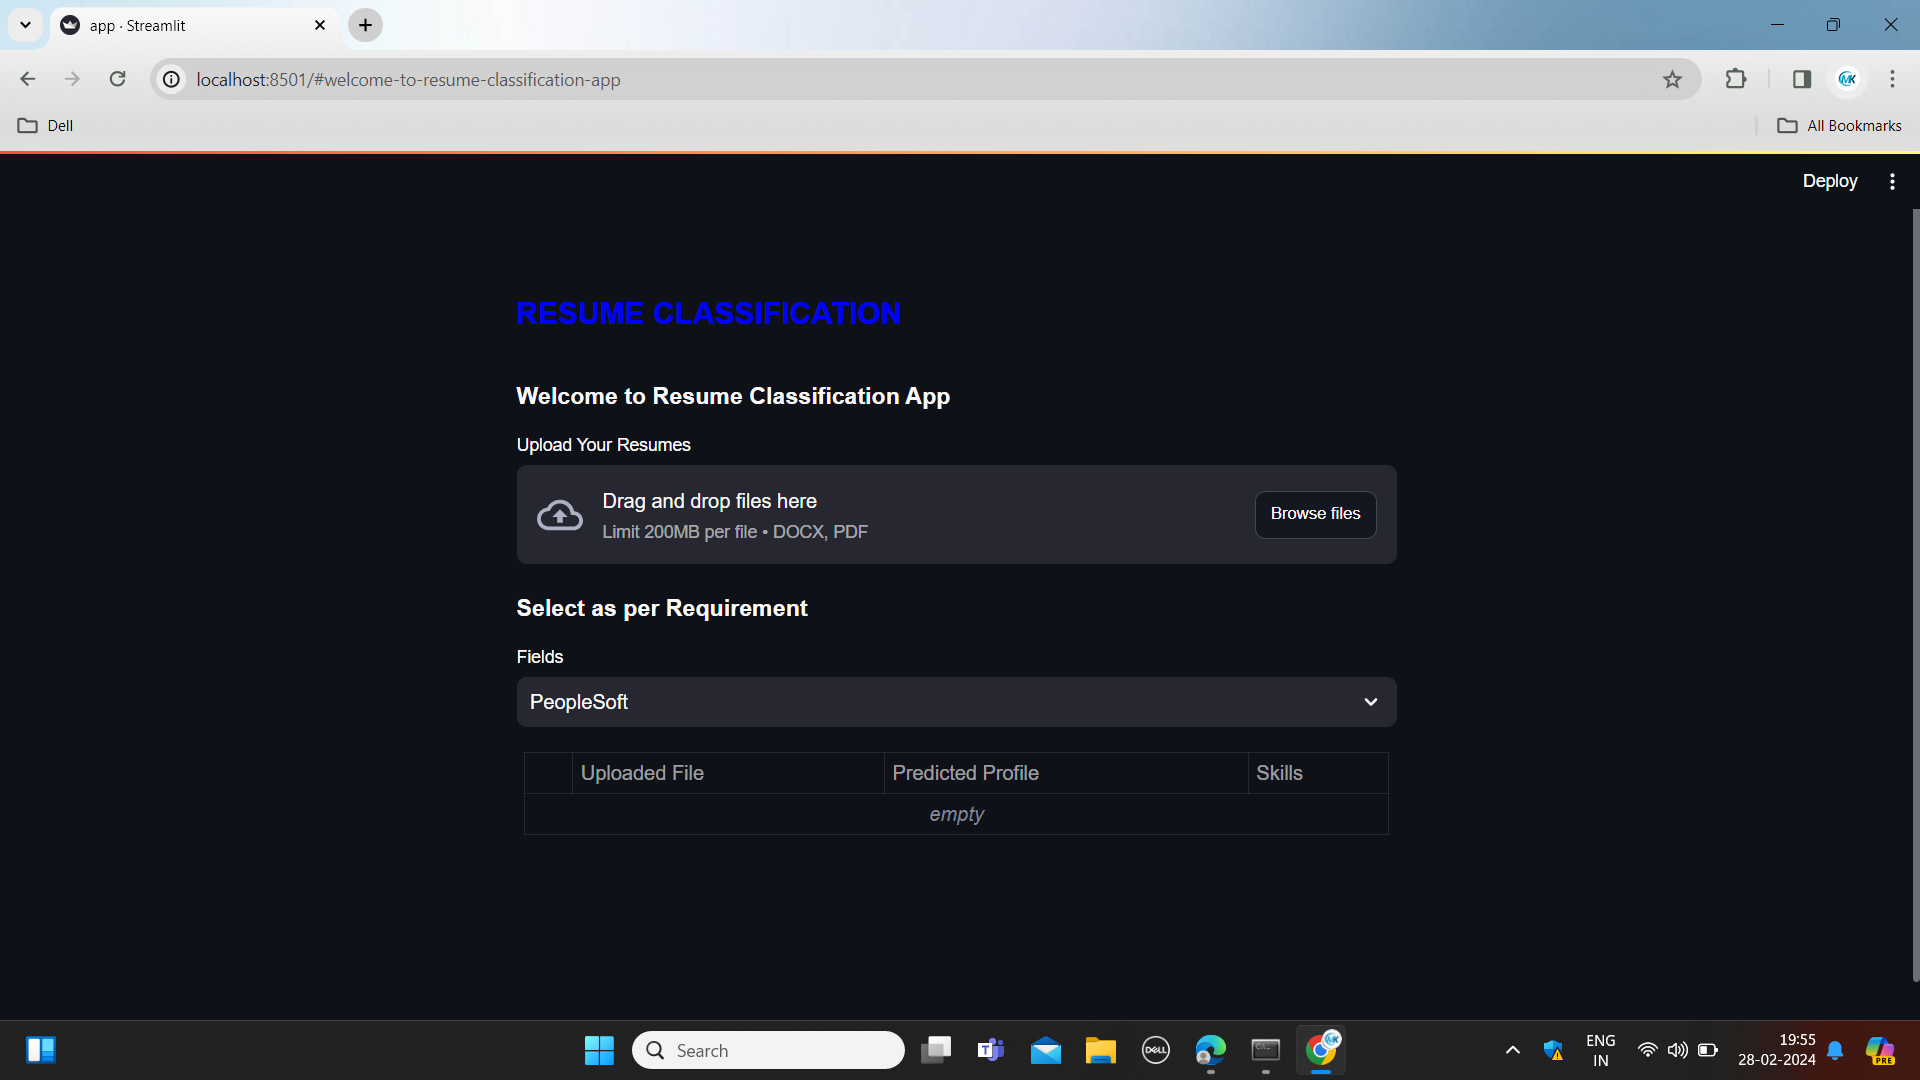 app · Streamlit
localhost:8501/#welcome-to-resume-classification-app
Dell
All Bookmarks
Deploy
RESUME CLASSIFICATION
Welcome to Resume Classification App
Upload Your Resumes
Drag and drop files here
Limit 200MB per file • DOCX, PDF
Browse files
Select as per Requirement
Fields
PeopleSoft
Uploaded File Predicted Profile Skills
empty
Search
DELL
ENG
IN
19:55
28-02-2024
PRE